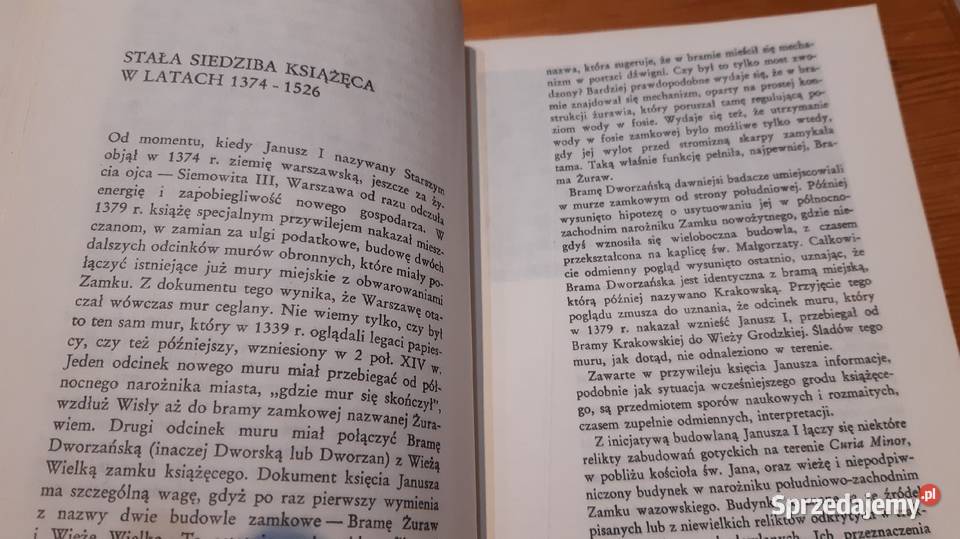 STAŁA SIEDZIBA KSIĄŻĘCA
W LATACH 1374 - 1526
Od momentu, kiedy Janusz I nazywany Starszym
objął w 1374 r. ziemię warszawską, jeszcze za ży-
cia ojca — Siemowita III, Warszawa od razu odczuła
energię i zapobiegliwość nowego gospodarza. W
1379 r. książę specjalnym przywilejem nakazał miesz-
czanom, w zamian za ulgi podatkowe, budowę dwóch
dalszych odcinków murów obronnych, które miały po-
łączyć istniejące już mury miejskie z obwarowaniami
Zamku. Z dokumentu tego wynika, że Warszawę ota-
czał wówczas mur ceglany. Nie wiemy tylko, czy był
to ten sam mur, który w 1339 r. oglądali legaci papies-
cy, czy też późniejszy, wzniesiony w 2 poł. XIV w.
Jeden odcinek nowego muru miał przebiegać od pół-
nocnego narożnika miasta, „gdzie mur się skończył",
wzdłuż Wisły aż do bramy zamkowej nazwanej Żura-
wiem. Drugi odcinek muru miał połączyć Bramę
Dworzańską (inaczej Dworską lub Dworzan) z Wieżą
Wielką zamku książęcego. Dokument księcia Janusza
ma szczególną wagę, gdyż po raz pierwszy wymienia
z nazwy dwie budowle zamkowe — Bramę Żuraw
i Wieżę Wielką. To
nazwa, która sugeruje, że w bramie mieścił się mecha-
nizm w postaci dźwigni. Czy był to tylko most zwo-
dzony? Bardziej prawdopodobne wydaje się, że w bra-
mie znajdował się mechanizm, oparty na prostej kon-
strukcji żurawia, który poruszał tamę regulującą po-
ziom wody w fosie. Wydaje się też, że utrzymanie
wody w fosie zamkowej było możliwe tylko wtedy,
gdy jej wylot przed stromizną skarpy zamykała
tama. Taką właśnie funkcję pełniła, najpewniej, Bra-
ma Żuraw.
Bramę Dworzańską dawniejsi badacze umiejscowiali
w murze zamkowym od strony południowej. Później
wysunięto hipotezę o usytuowaniu jej w północno-
zachodnim narożniku Zamku nowożytnego, gdzie nie-
gdyś wznosiła się wieloboczna budowla, z czasem
przekształcona na kaplicę św. Małgorzaty. Całkowi-
cie odmienny pogląd wysunięto ostatnio, uznając, że
Brama Dworzańska jest identyczna z bramą miejską,
którą później nazywano Krakowską. Przyjęcie tego
poglądu zmusza do uznania, że odcinek muru, który
w 1379 r. nakazał wznieść Janusz I, przebiegał od
Bramy Krakowskiej do Wieży Grodzkiej. Śladów tego
muru, jak dotąd, nie odnaleziono w terenie.
Zawarte w przywileju księcia Janusza informacje,
podobnie jak sytuacja wcześniejszego grodu książęce-
go, są przedmiotem sporów naukowych i rozmaitych,
czasem zupełnie odmiennych, interpretacji.
Z inicjatywą budowlaną Janusza I łączy się niektóre
relikty zabudowań gotyckich na terenie Curia Minor,
w pobliżu kościoła św. Jana, oraz wieżę i niepodpiw-
niczony budynek w narożniku południowo-zachodnim
Zamku wazowskiego. Budynki źródeł
pisanych lub z niewielkich reliktów odkrytych w
budowlanych. Ich przeznaczenia
Sprzedajemy.pl